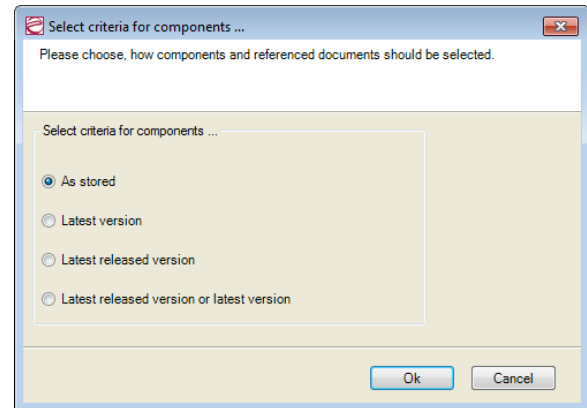 Select criteria for components ...
Please choose, how components and referenced documents should be selected.
Select criteria for components ...
As stored
Latest version
Latest released version
Latest released version or latest version
Ok
Cancel